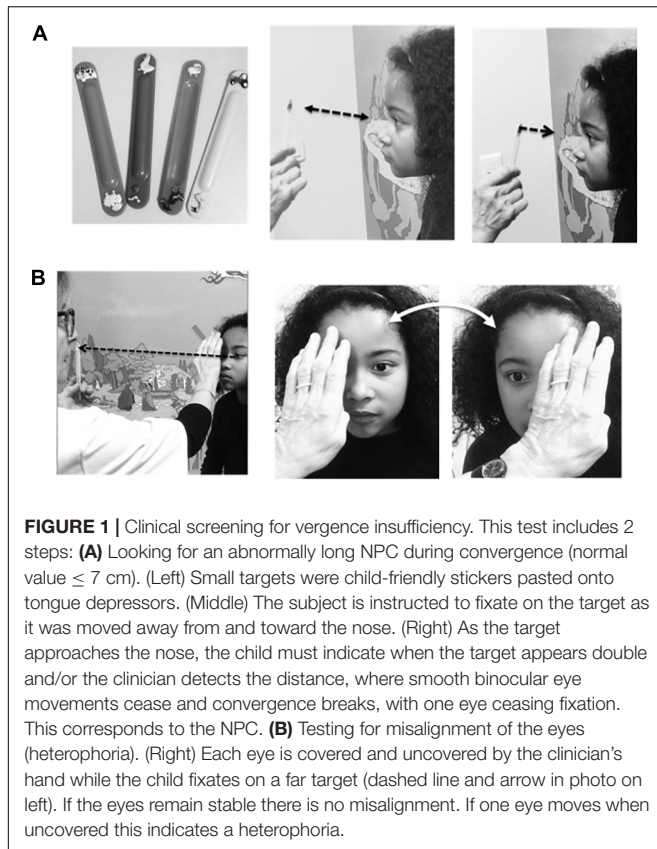 A
B
FIGURE 1 | Clinical screening for vergence insufficiency. This test includes 2
steps: (A) Looking for an abnormally long NPC during convergence (normal
value ≤ 7 cm). (Left) Small targets were child-friendly stickers pasted onto
tongue depressors. (Middle) The subject is instructed to fixate on the target as
it was moved away from and toward the nose. (Right) As the target
approaches the nose, the child must indicate when the target appears double
and/or the clinician detects the distance, where smooth binocular eye
movements cease and convergence breaks, with one eye ceasing fixation.
This corresponds to the NPC. (B) Testing for misalignment of the eyes
(heterophoria). (Right) Each eye is covered and uncovered by the clinician's
hand while the child fixates on a far target (dashed line and arrow in photo on
left). If the eyes remain stable there is no misalignment. If one eye moves when
uncovered this indicates a heterophoria.